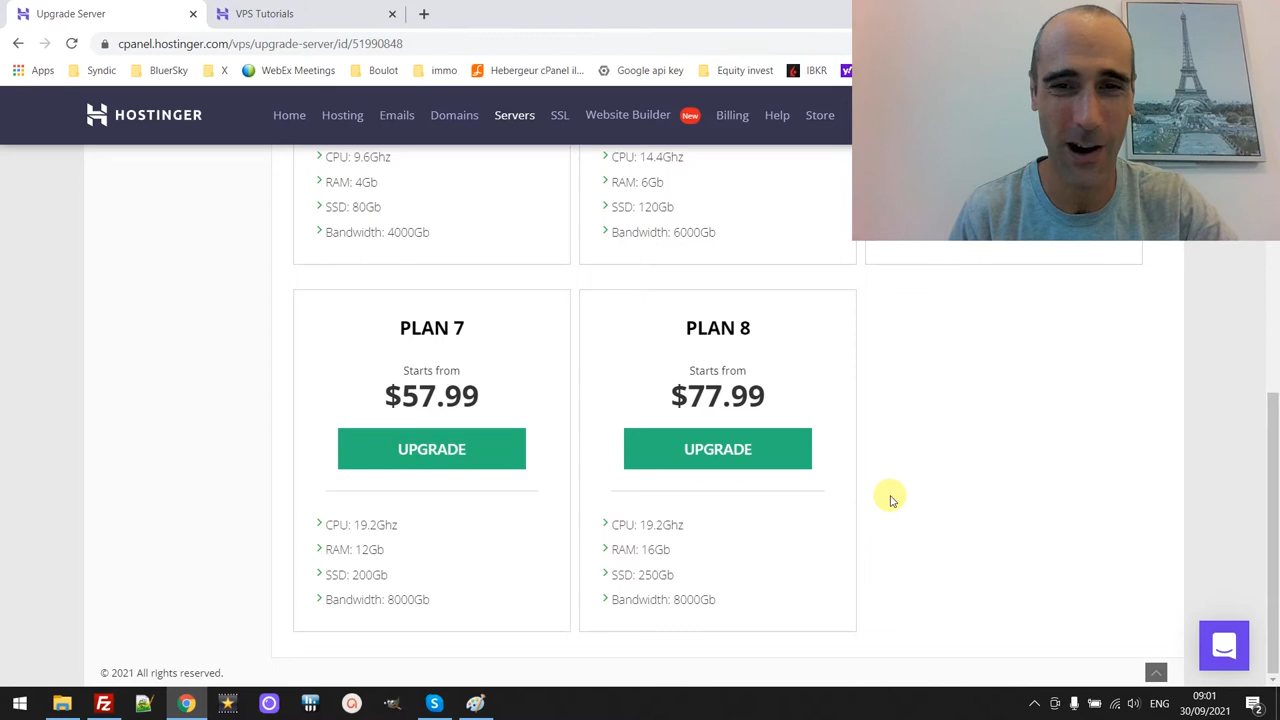 Upgrade Server
VPS Tutorials
cpanel.hostinger.com/vps/upgrade-server/id/51990848
Apps Syndic BluerSky X WebEx Meetings Boulot immo Hebergeur cPanel il... Google api key Equity invest IBKR
HOSTINGER Home Hosting Emails Domains Servers SSL Website Builder New Billing Help Store
CPU: 9.6Ghz
RAM: 4Gb
SSD: 80Gb
Bandwidth: 4000Gb
CPU: 14.4Ghz
RAM: 6Gb
SSD: 120Gb
Bandwidth: 6000Gb
PLAN 7
Starts from
$57.99
UPGRADE
CPU: 19.2Ghz
RAM: 12Gb
SSD: 200Gb
Bandwidth: 8000Gb
PLAN 8
Starts from
$77.99
UPGRADE
CPU: 19.2Ghz
RAM: 16Gb
SSD: 250Gb
Bandwidth: 8000Gb
© 2021 All rights reserved.
ENG
09:01
30/09/2021
2